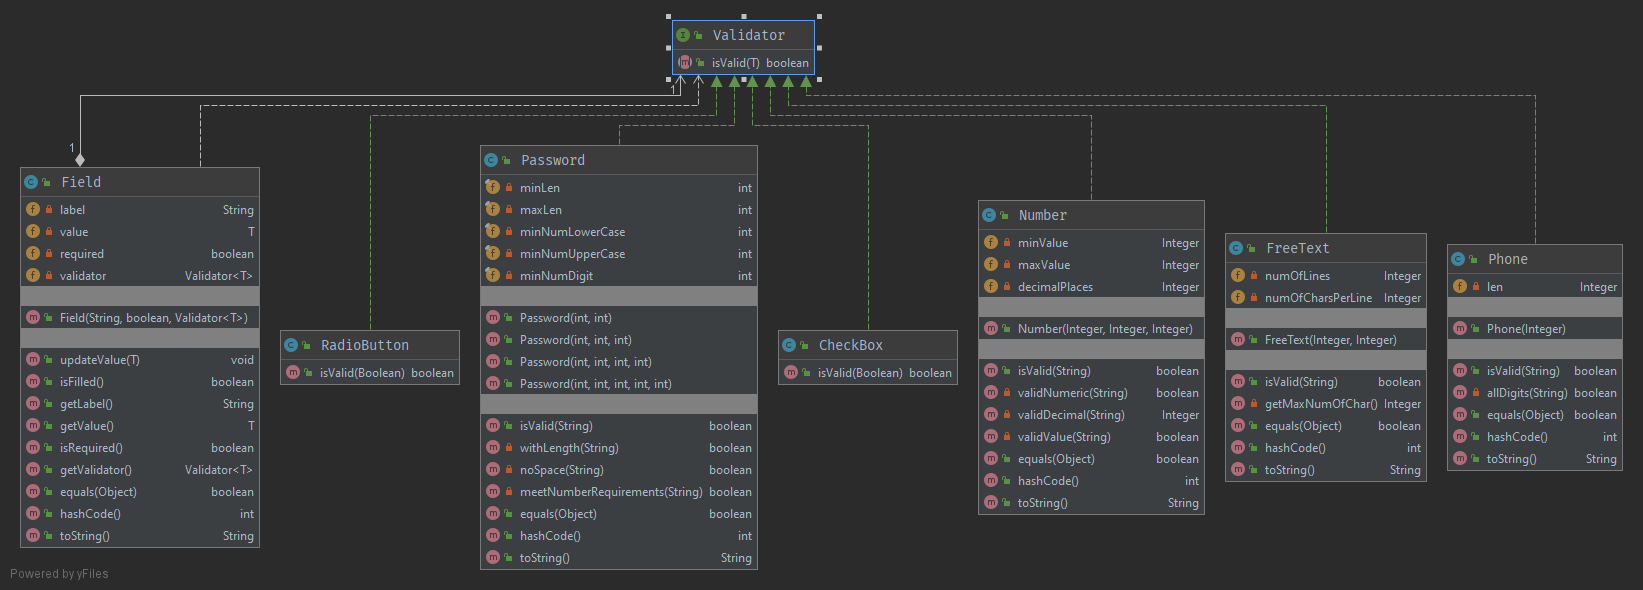 Validator
isValid(T) boolean
1
1
Field
label String
value T
required boolean
validator Validator<T>
Field(String, boolean, Validator<T>)
updateValue(T) void
isFilled() boolean
getLabel() String
getValue() T
isRequired() boolean
getValidator() Validator<T>
equals(Object) boolean
hashCode() int
toString() String
RadioButton
isValid(Boolean) boolean
Password
minLen int
maxLen int
minNumLowerCase int
minNumUpperCase int
minNumDigit int
Password(int, int)
Password(int, int, int)
Password(int, int, int, int)
Password(int, int, int, int, int)
isValid(String) boolean
withLength(String) boolean
noSpace(String) boolean
meetNumberRequirements(String) boolean
equals(Object) boolean
hashCode() int
toString() String
CheckBox
isValid(Boolean) boolean
Number
minValue Integer
maxValue Integer
decimalPlaces Integer
Number(Integer, Integer, Integer)
isValid(String) boolean
validNumeric(String) boolean
validDecimal(String) Integer
validValue(String) boolean
equals(Object) boolean
hashCode() int
toString() String
FreeText
numOfLines Integer
numOfCharsPerLine Integer
FreeText(Integer, Integer)
isValid(String) boolean
getMaxNumOfChar() Integer
equals(Object) boolean
hashCode() int
toString() String
Phone
len Integer
Phone(Integer)
isValid(String) boolean
allDigits(String) boolean
equals(Object) boolean
hashCode() int
toString() String
Powered by yFiles